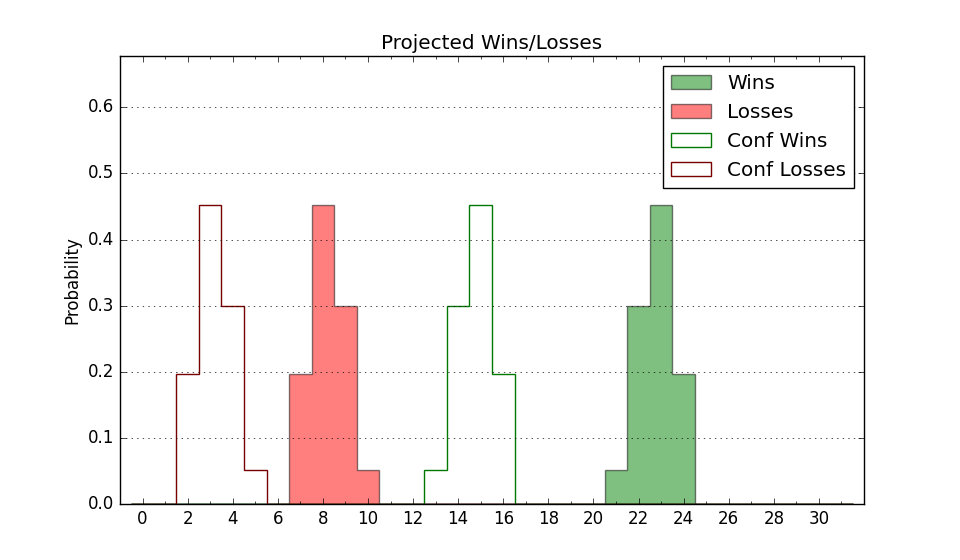 Projected Wins/Losses
Wins
Losses
Conf Wins
Conf Losses
Probability
0.6
0.5
0.4
0.3
0.2
0.1
0.0
0 2 4 6 8 10 12 14 16 18 20 22 24 26 28 30